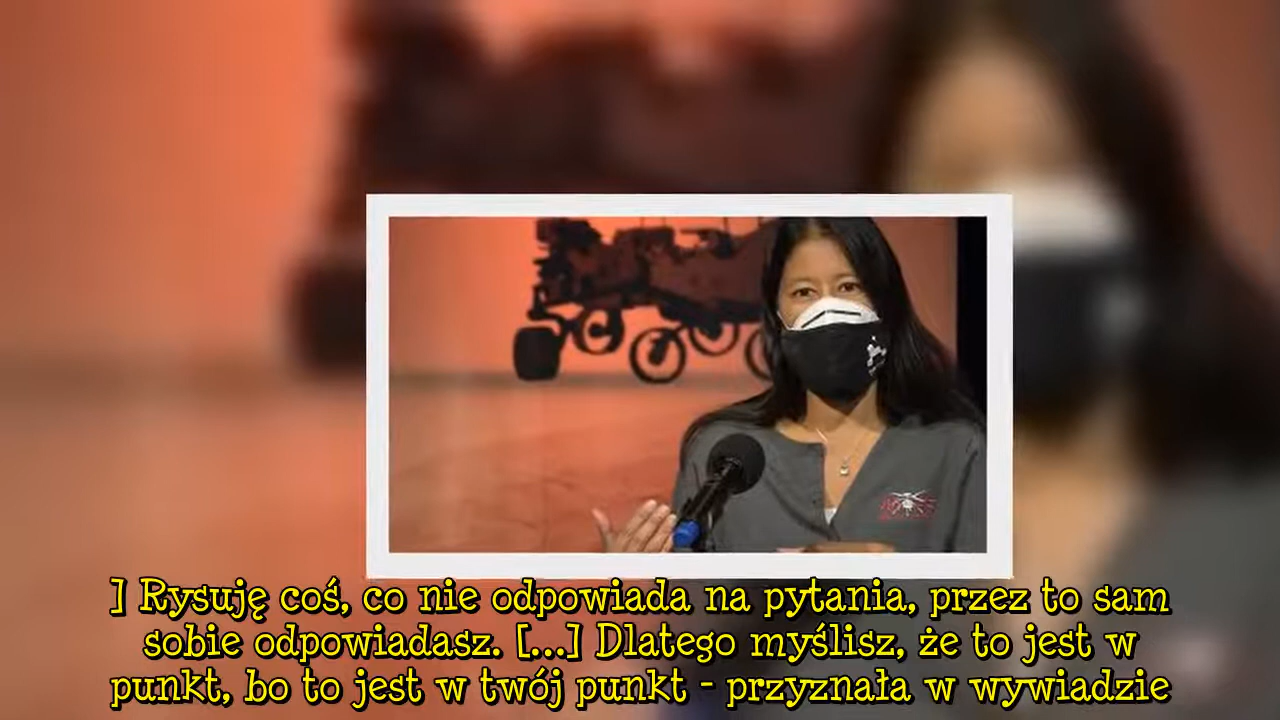 ] Rysuję coś, co nie odpowiada na pytania, przez to sam
sobie odpowiadasz. [...] Dlatego myślisz, że to jest w
punkt, bo to jest w twój punkt - przyznała w wywiadzie